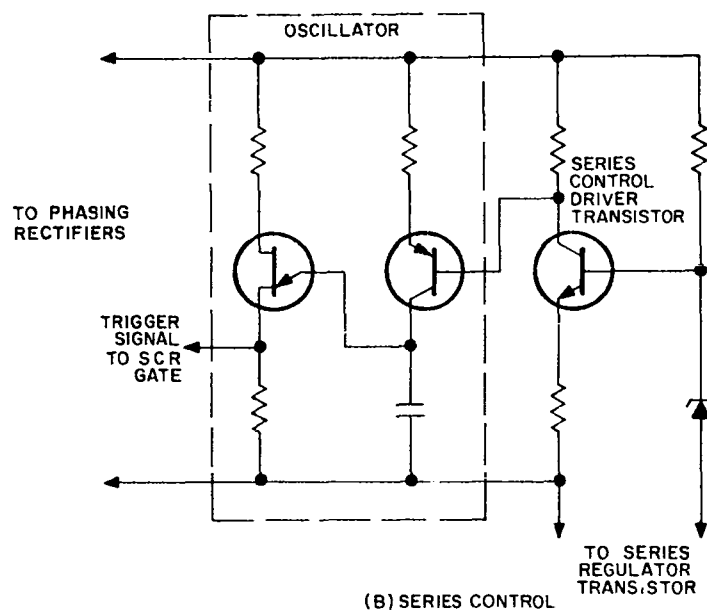 OSCILLATOR
SERIES
CONTROL
DRIVER
TRANSISTOR
TO PHASING
RECTIFIERS
TRIGGER
SIGNAL
TO SCR
GATE
TO SERIES
REGULATOR
TRANSISTOR
(B) SERIES CONTROL